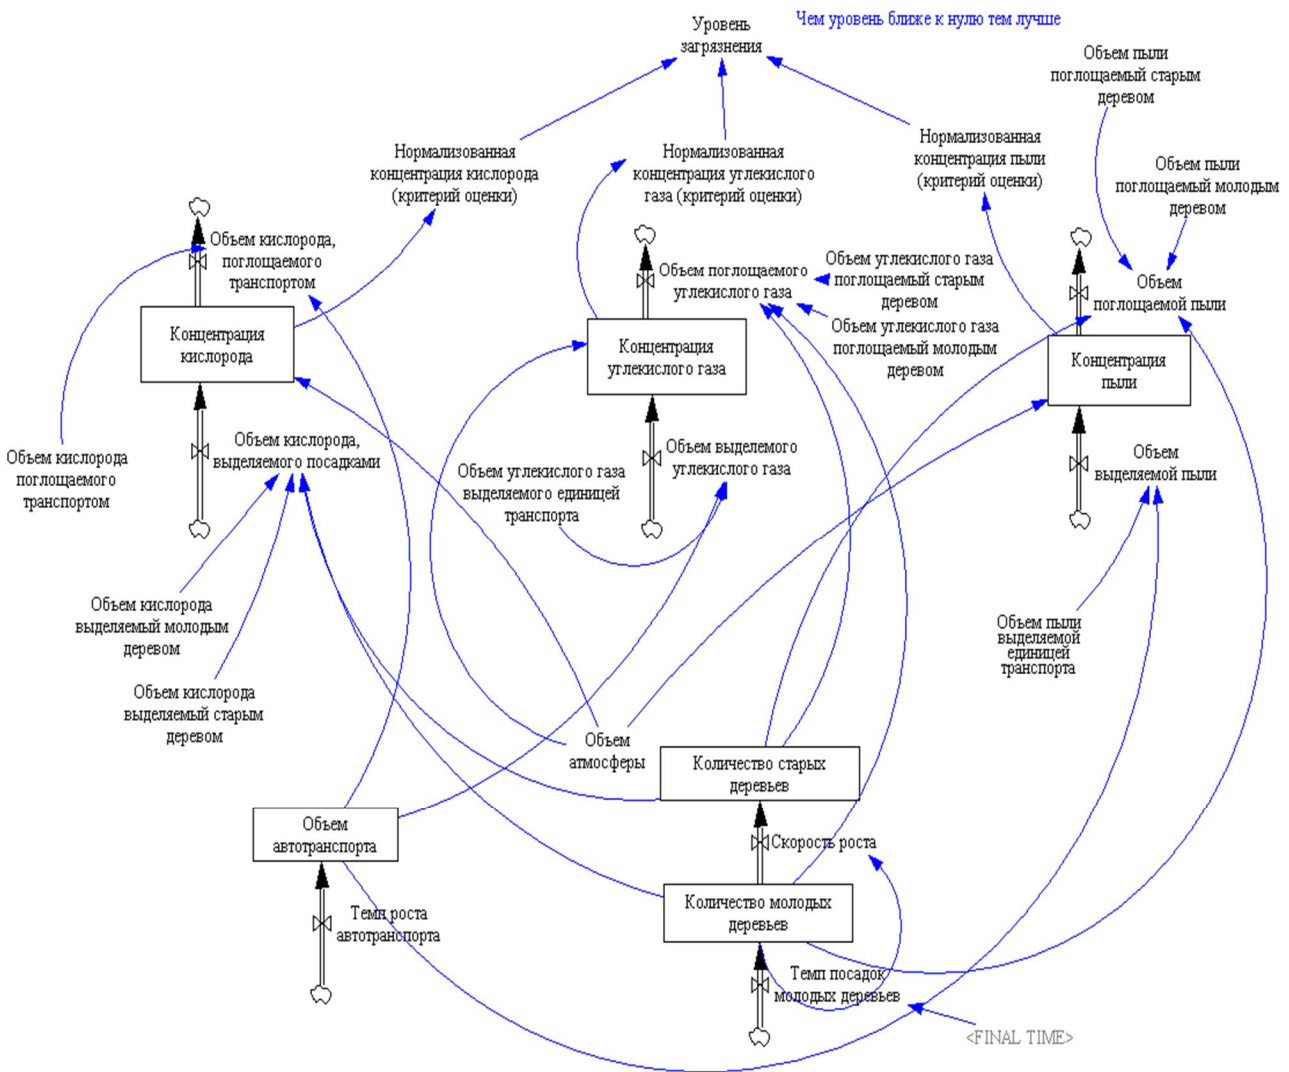 Чем уровень ближе к нулю тем лучше
Уровень
загрязнения
Объем пыли
поглощаемый старым
деревом
Нормализованная
концентрация кислорода
(критерий оценки)
Нормализованная
концентрация углекислого
газа (критерий оценки)
Нормализованная
концентрация пыли
(критерий оценки)
Объем пыли
поглощаемый молодым
деревом
Объем кислорода,
поглощаемого
транспортом
Объем поглощаемого
углекислого газа
Объем углекислого газа
поглощаемый старым
деревом
Объем углекислого газа
поглощаемый молодым
деревом
Объем
поглощаемой пыли
Концентрация
кислорода
Концентрация
углекислого газа
Концентрация
пыли
Объем кислорода
поглощаемого
транспортом
Объем кислорода,
выделяемого посадками
Объем углекислого газа
выделяемого единицей
транспорта
Объем выделемого
углекислого газа
Объем
выделяемой пыли
Объем кислорода
выделяемый молодым
деревом
Объем пыли
выделяемой
единицей
транспорта
Объем кислорода
выделяемый старым
деревом
Объем
атмосферы
Количество старых
деревьев
Объем
автотранспорта
Скорость роста
Количество молодых
деревьев
Темп роста
автотранспорта
Темп посадок
молодых деревьев
<FINAL TIME>